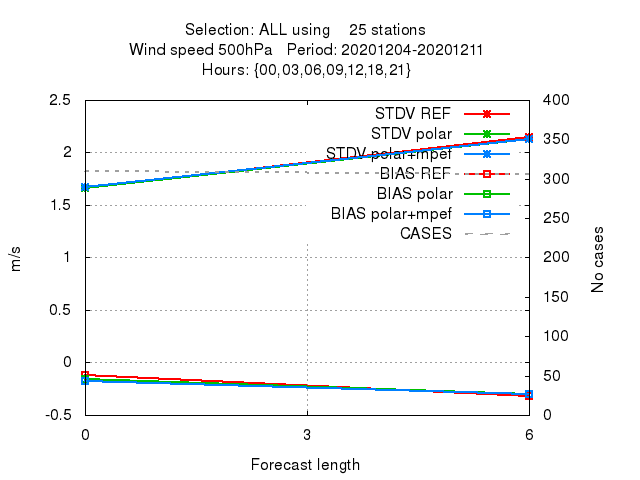 Selection: ALL using    25 stations
Wind speed 500hPa   Period: 20201204-20201211
Hours: {00,03,06,09,12,18,21}
2.5
2
1.5
1
0.5
0
-0.5
m/s
400
350
300
250
200
150
100
50
0
No cases
STDV REF
STDV polar
STDV polar+mpef
BIAS REF
BIAS polar
BIAS polar+mpef
CASES
0 3 6
Forecast length